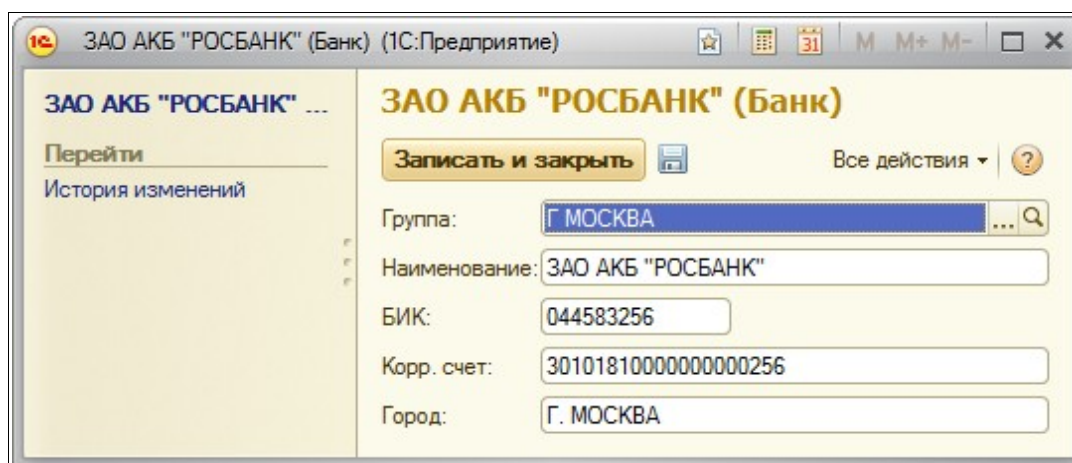 1С ЗАО АКБ "РОСБАНК" (Банк) (1С:Предприятие) 31 M M+ M-
ЗАО АКБ "РОСБАНК" ...
Перейти
История изменений
ЗАО АКБ "РОСБАНК" (Банк)
Записать и закрыть Все действия ?
Группа: Г МОСКВА ...
Наименование: ЗАО АКБ "РОСБАНК"
БИК: 044583256
Корр. счет: 30101810000000000256
Город: Г. МОСКВА